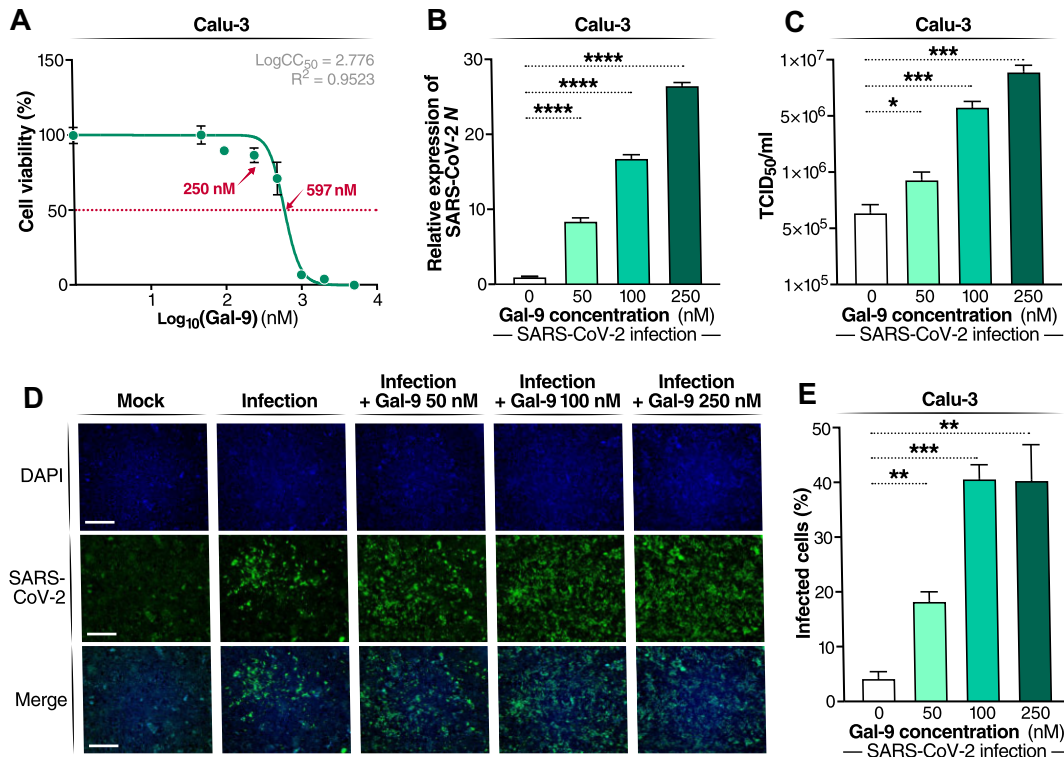 A
Calu-3
LogCC50 = 2.776
R2 = 0.9523
Cell viability (%)
150
100
50
0
250 nM
597 nM
1
2
3
4
Log10(Gal-9) (nM)
B
Calu-3
Relative expression of
SARS-CoV-2 N
30
20
10
0
****
****
****
0
50
100
250
Gal-9 concentration (nM)
— SARS-CoV-2 infection —
C
Calu-3
TCID50/ml
1×10^7
5×10^6
1×10^6
5×10^5
1×10^5
***
***
*
0
50
100
250
Gal-9 concentration (nM)
— SARS-CoV-2 infection —
D
Mock
Infection
Infection
+ Gal-9 50 nM
Infection
+ Gal-9 100 nM
Infection
+ Gal-9 250 nM
DAPI
SARS-
CoV-2
Merge
E
Calu-3
Infected cells (%)
50
40
30
20
10
0
**
***
**
0
50
100
250
Gal-9 concentration (nM)
— SARS-CoV-2 infection —